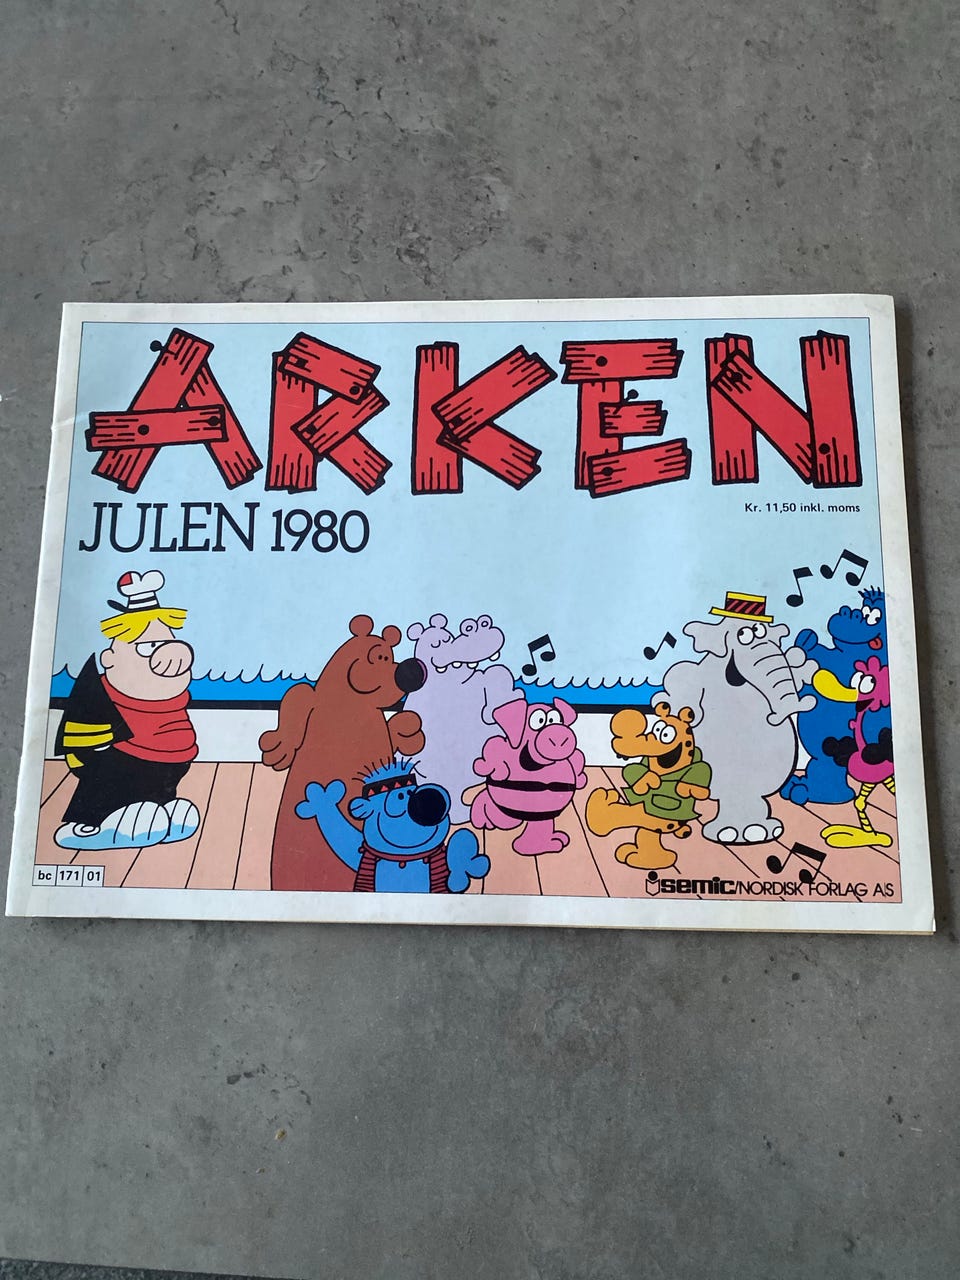 ARKEN
JULEN 1980
Kr. 11,50 inkl. moms
bc 171 01
semic/NORDISK FORLAG A/S